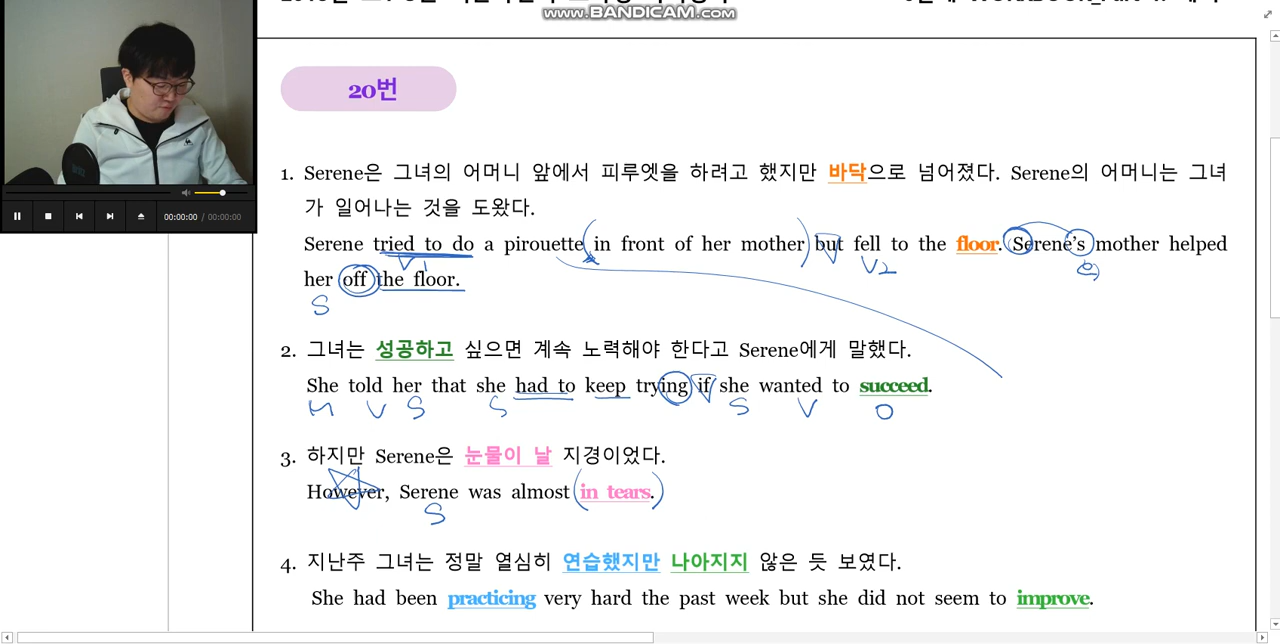 WWW.BANDICAM.COM
20번
1. Serene은 그녀의 어머니 앞에서 피루엣을 하려고 했지만 바닥으로 넘어졌다. Serene의 어머니는 그녀
가 일어나는 것을 도왔다.
00:00:00 / 00:00:00
Serene tried to do a pirouette in front of her mother but fell to the floor. Serene's mother helped
V1 V2 의
her off the floor.
S
2. 그녀는 성공하고 싶으면 계속 노력해야 한다고 Serene에게 말했다.
She told her that she had to keep trying if she wanted to succeed.
M V S S S V O
3. 하지만 Serene은 눈물이 날 지경이었다.
However, Serene was almost in tears.
S
4. 지난주 그녀는 정말 열심히 연습했지만 나아지지 않은 듯 보였다.
She had been practicing very hard the past week but she did not seem to improve.